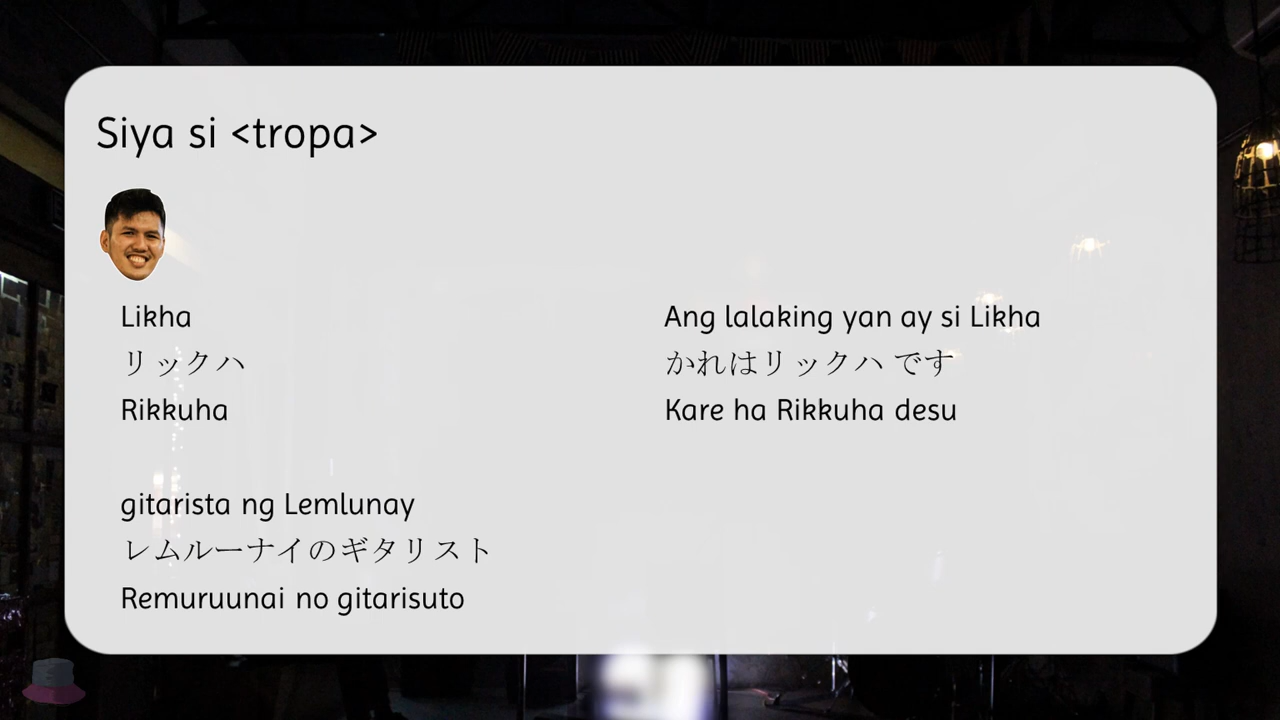 Siya si <tropa>
Likha
リックハ
Rikkuha
gitarista ng Lemlunay
レムルーナイのギタリスト
Remuruunai no gitarisuto
Ang lalaking yan ay si Likha
かれはリックハ です
Kare ha Rikkuha desu